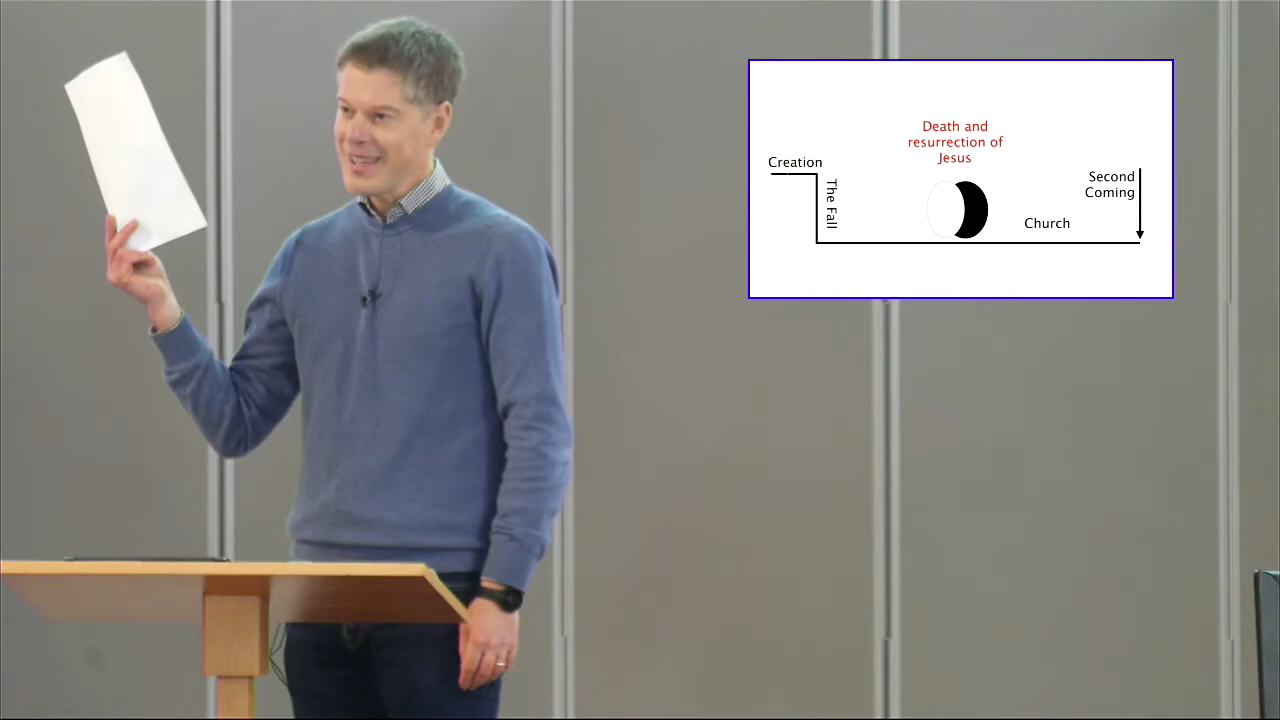 Death and
resurrection of
Jesus
Creation
The Fall
Second
Coming
Church